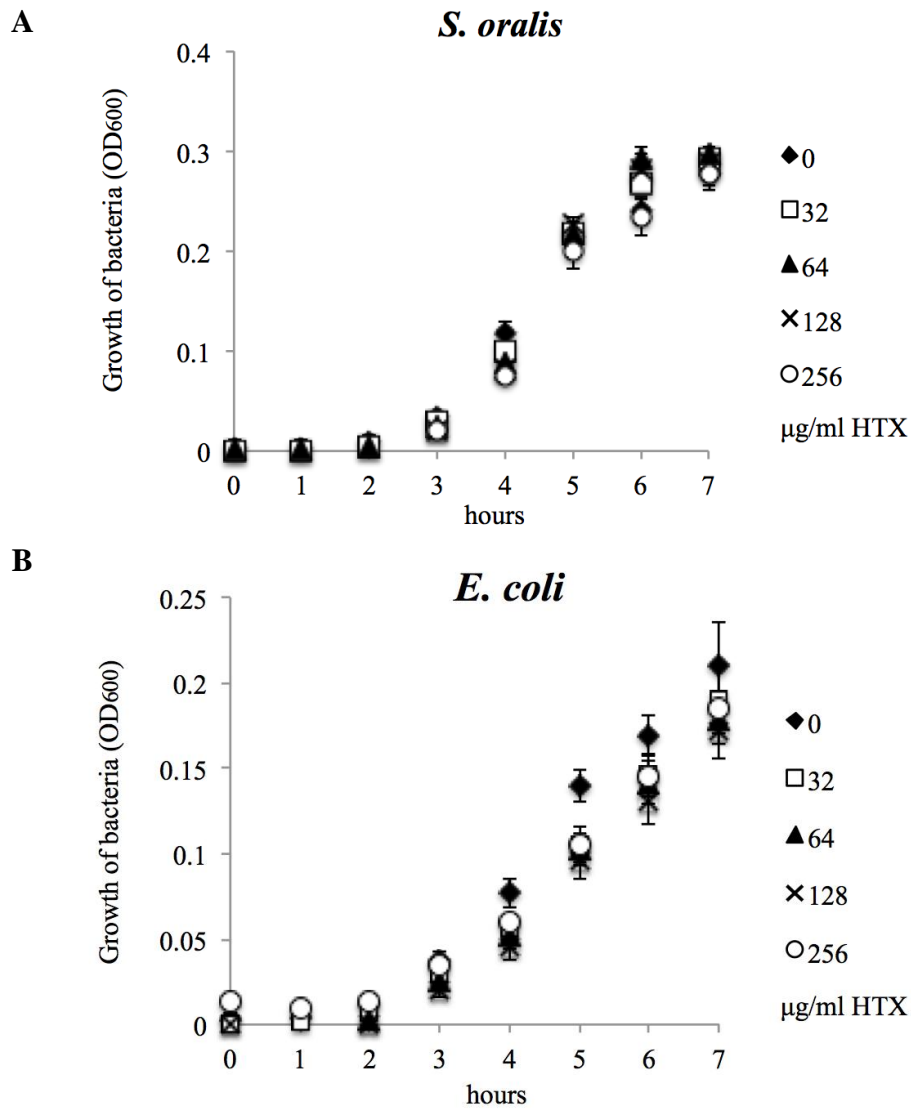 A
S. oralis
Growth of bacteria (OD600)
0.4
0.3
0.2
0.1
0
0 1 2 3 4 5 6 7
hours
0
32
64
128
256
μg/ml HTX
B
E. coli
Growth of bacteria (OD600)
0.25
0.2
0.15
0.1
0.05
0
0 1 2 3 4 5 6 7
hours
0
32
64
128
256
μg/ml HTX